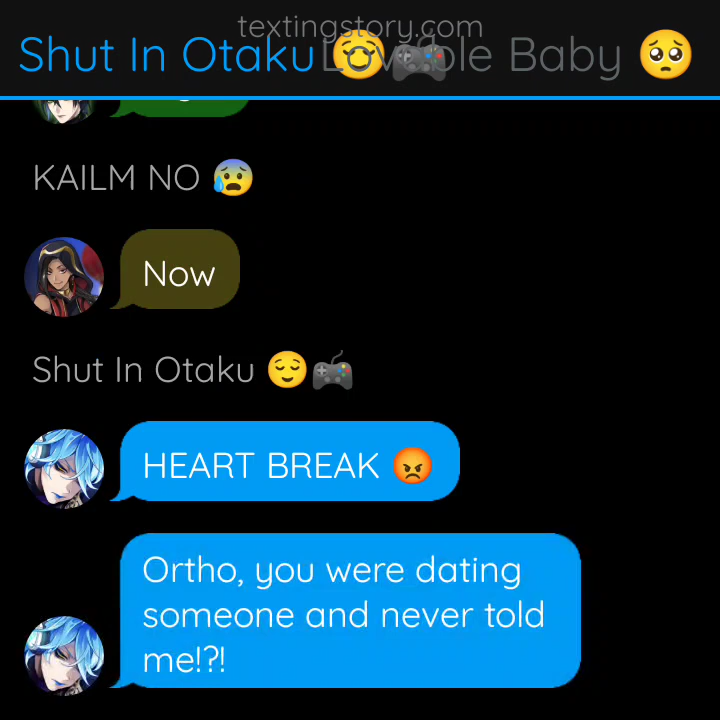 textingstory.com
Shut In Otaku 😌🎮
ble Baby 🥺
KAILM NO 😰
Now
Shut In Otaku 😌🎮
HEART BREAK 😡
Ortho, you were dating
someone and never told
me!?!